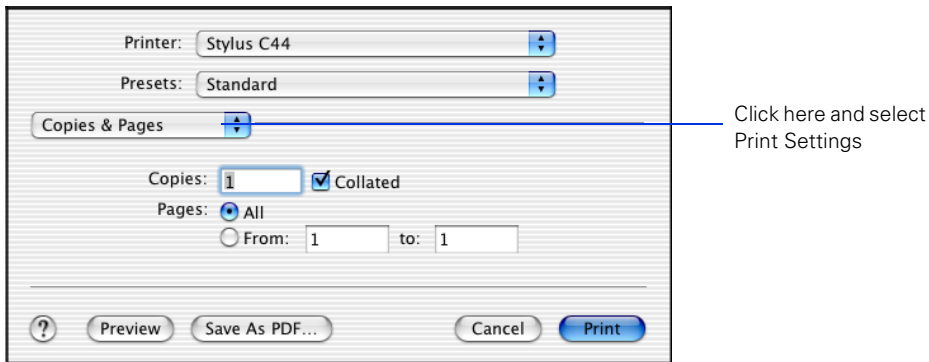 Printer: Stylus C44
Presets: Standard
Copies & Pages
Click here and select
Print Settings
Copies: 1 Collated
Pages: All
From: 1 to: 1
? Preview Save As PDF... Cancel Print